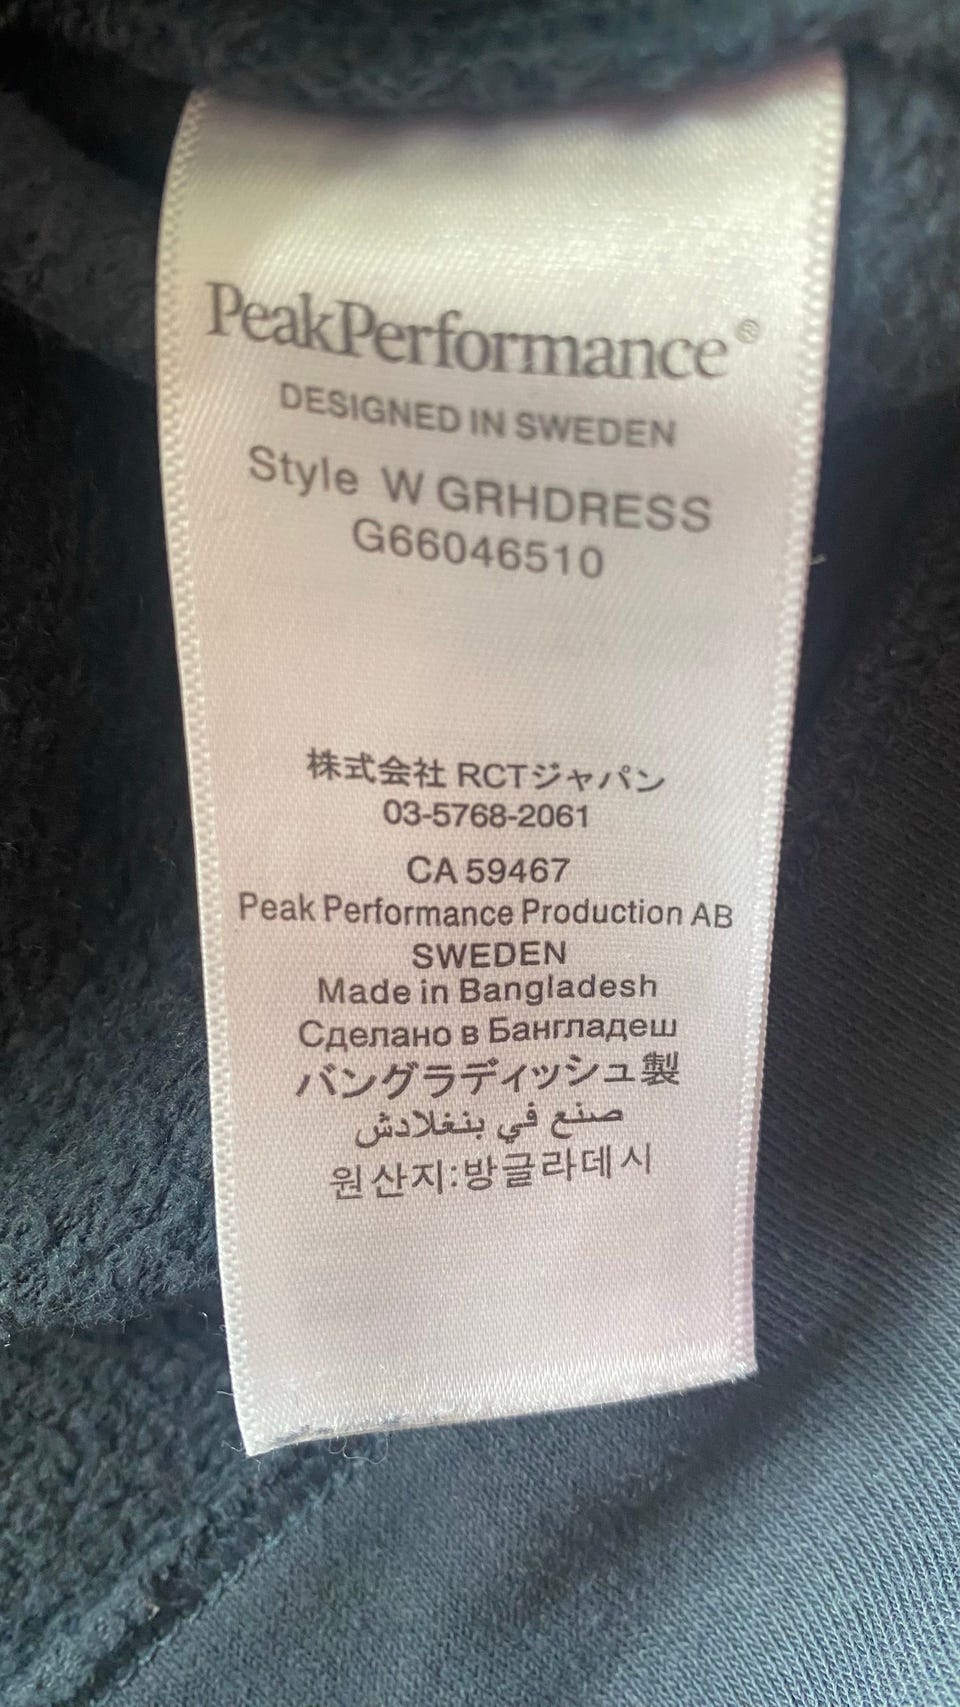 PeakPerformance®
DESIGNED IN SWEDEN
Style W GRHDRESS
G66046510
株式会社 RCTジャパン
03-5768-2061
CA 59467
Peak Performance Production AB
SWEDEN
Made in Bangladesh
Сделано в Бангладеш
バングラディッシュ製
صنع في بنغلادش
원산지:방글라데시